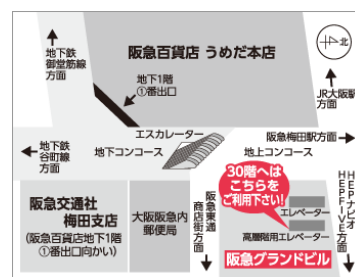 地下鉄
御堂筋線
方面
阪急百貨店 うめだ本店
北
地下1階
①番出口
JR大阪駅
方面
エスカレーター
阪急梅田駅方面
地下鉄
谷町線
方面
地下コンコース
地上コンコース
30階へは
こちらを
ご利用下さい!
阪急交通社
梅田支店
(阪急百貨店地下1階
①番出口向かい)
大阪阪急内
郵便局
阪急東通
商店街方面
エレベーター
高層階用エレベーター
阪急グランドビル
HEPナビオ
HEP FIVE方面